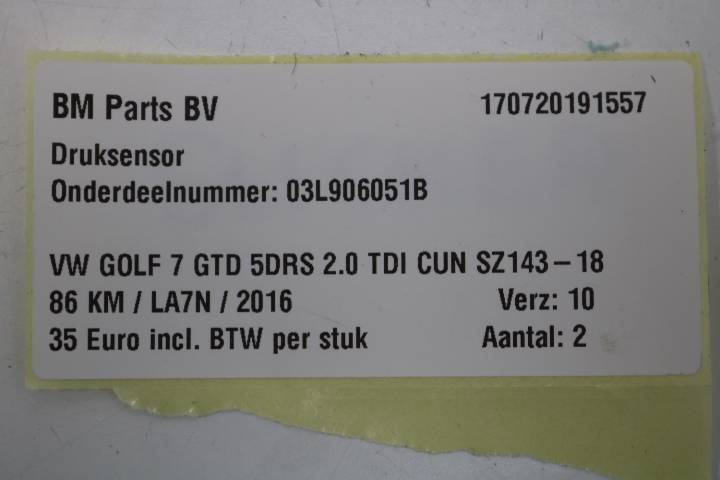 BM Parts BV 170720191557
Druksensor
Onderdeelnummer: 03L906051B
VW GOLF 7 GTD 5DRS 2.0 TDI CUN SZ143-18
86 KM / LA7N / 2016 Verz: 10
35 Euro incl. BTW per stuk Aantal: 2